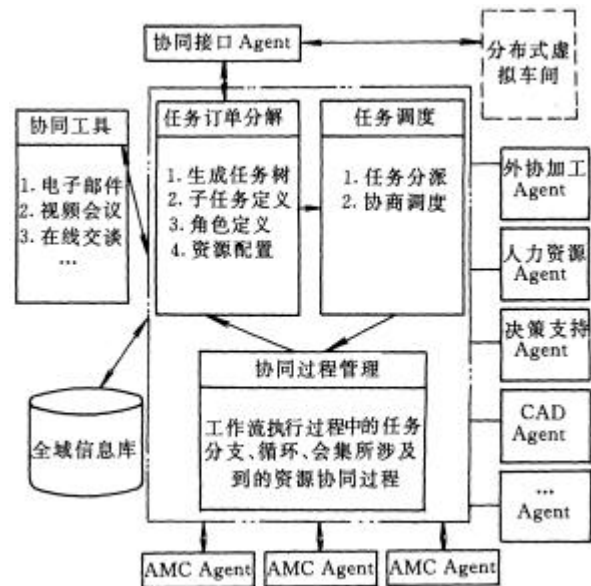 协同接口 Agent
分布式虚
拟车间
协同工具
1. 电子邮件
2. 视频会议
3. 在线交谈
…
任务订单分解
1. 生成任务树
2. 子任务定义
3. 角色定义
4. 资源配置
任务调度
1. 任务分派
2. 协商调度
外协加工
Agent
人力资源
Agent
决策支持
Agent
CAD
Agent
…
Agent
协同过程管理
工作流执行过程中的任务
分支、循环、会集所涉及
到的资源协同过程
全域信息库
AMC Agent
AMC Agent
AMC Agent